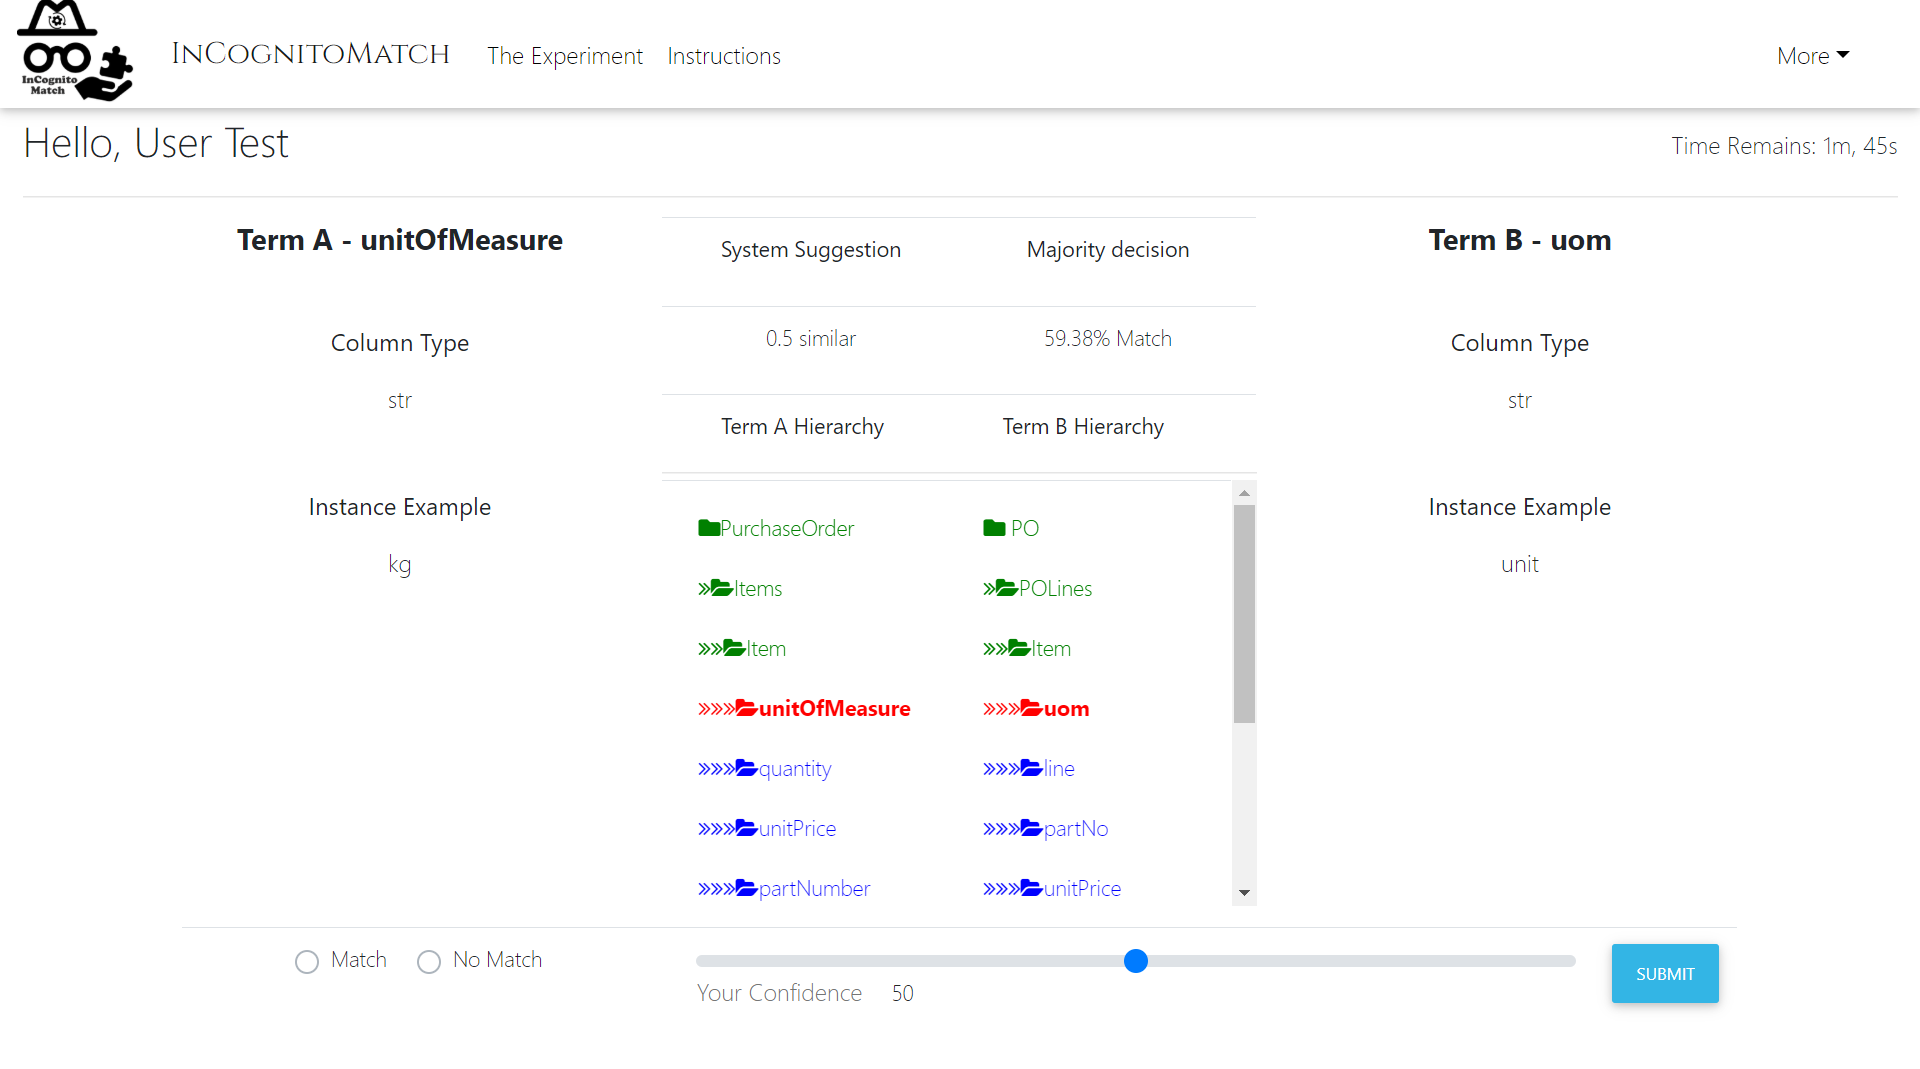 InCognito
Match
InCognitoMatch
The Experiment
Instructions
More
Hello, User Test
Time Remains: 1m, 45s
Term A - unitOfMeasure
Column Type
str
Instance Example
kg
System Suggestion
Majority decision
0.5 similar
59.38% Match
Term A Hierarchy
Term B Hierarchy
PurchaseOrder
PO
»Items
»POLines
»»Item
»»Item
»»»unitOfMeasure
»»»uom
»»»quantity
»»»line
»»»unitPrice
»»»partNo
»»»partNumber
»»»unitPrice
Term B - uom
Column Type
str
Instance Example
unit
Match
No Match
Your Confidence 50
SUBMIT